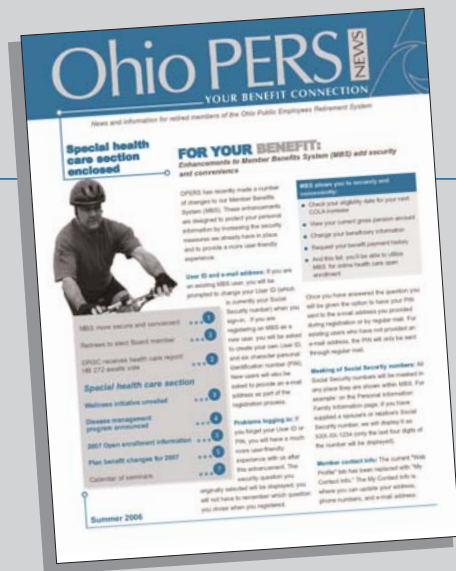 Ohio PERS
NEWS
YOUR BENEFIT CONNECTION
News and information for retired members of the Ohio Public Employees Retirement System
Special health
care section
enclosed
FOR YOUR BENEFIT:
Enhancements to Member Benefits System (MBS) add security
and convenience
OPERS has recently made a number
of changes to our Member Benefits
System (MBS). These enhancements
are designed to protect your personal
information by increasing the security
measures we already have in place
and to provide a more user-friendly
experience.
User ID and e-mail address: If you are
an existing MBS user, you will be
prompted to change your User ID (which
is currently your Social
Security number) when you
sign-in. If you are
registering on MBS as a
new user, you will be asked
to create your own User ID,
and six character personal
identification number (PIN).
New users will also be
asked to provide an e-mail
address as part of the
registration process.
Problems logging in: If
you forget your User ID or
PIN, you will have a much
more user-friendly
experience with us after
this enhancement. The
security question you
originally selected will be displayed; you
will not have to remember which question
you chose when you registered.
MBS allows you to securely and
conveniently:
Check your eligibility date for your next
COLA increase
View your current gross pension amount
Change your beneficiary information
Request your benefit payment history
And this fall, you'll be able to utilize
MBS for online health care open
enrollment
Once you have answered the question you
will be given the option to have your PIN
sent to the e-mail address you provided
during registration or by regular mail. For
existing users who have not provided an
e-mail address, the PIN will only be sent
through regular mail.
Masking of Social Security numbers: All
Social Security numbers will be masked in
any place they are shown within MBS. For
example: on the Personal Information
Family Information page, if you have
supplied a spouse's or relative's Social
Security number, we will display it as
XXX-XX-1234 (only the last four digits of
the number will be displayed).
Member contact info: The current "Web
Profile" tab has been replaced with "My
Contact Info." The My Contact Info is
where you can update your address,
phone numbers, and e-mail address.
MBS more secure and convenient 1
Retirees to elect Board member 2
ORSC receives health care report
HB 272 awaits vote 2
Special health care section
Wellness initiative unveiled 3
Disease management
program announced 4
2007 Open enrollment information 5
Plan benefit changes for 2007 5
Calendar of seminars 7
Summer 2006